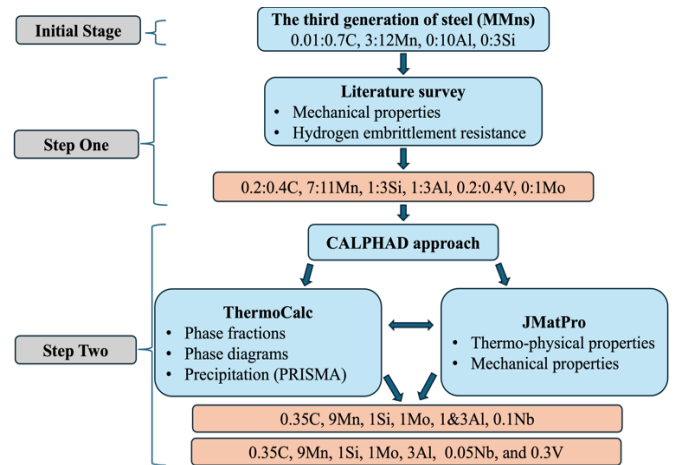 Initial Stage
The third generation of steel (MMns)
0.01:0.7C, 3:12Mn, 0:10Al, 0:3Si
Step One
Literature survey
• Mechanical properties
• Hydrogen embrittlement resistance
0.2:0.4C, 7:11Mn, 1:3Si, 1:3Al, 0.2:0.4V, 0:1Mo
Step Two
CALPHAD approach
ThermoCalc
• Phase fractions
• Phase diagrams
• Precipitation (PRISMA)
JMatPro
• Thermo-physical properties
• Mechanical properties
0.35C, 9Mn, 1Si, 1Mo, 1&3Al, 0.1Nb
0.35C, 9Mn, 1Si, 1Mo, 3Al, 0.05Nb, and 0.3V